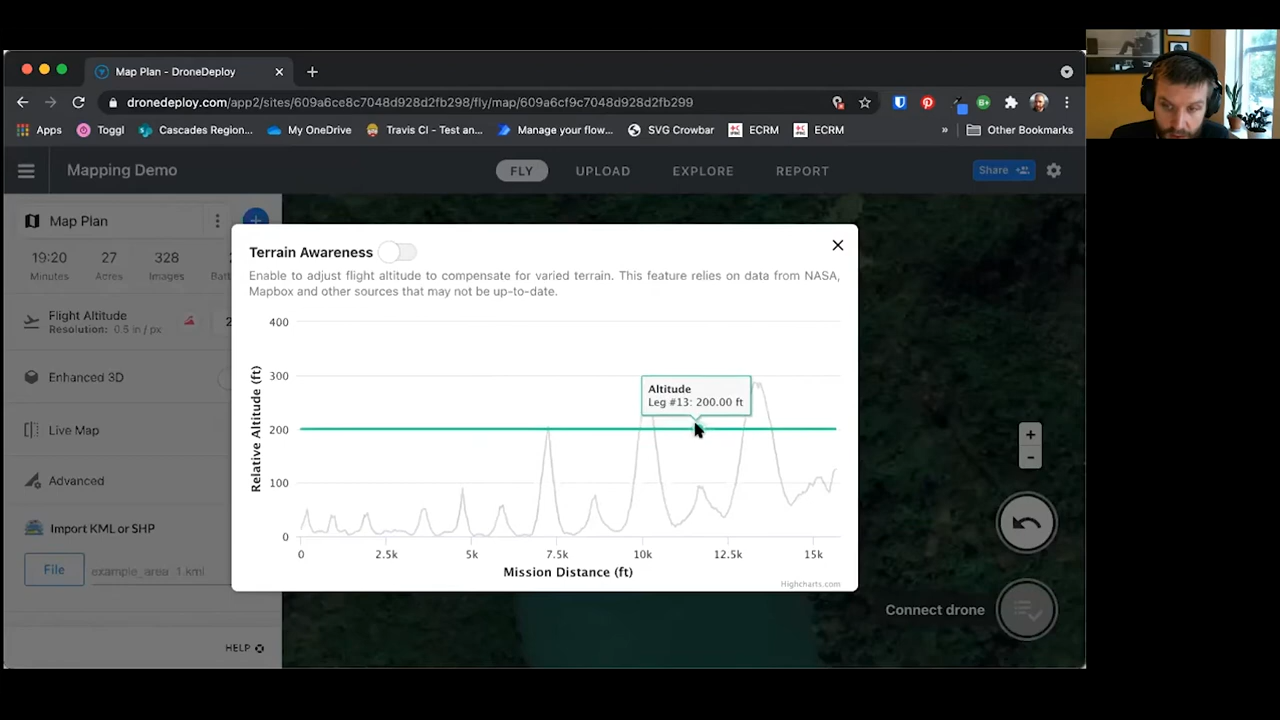 Map Plan - DroneDeploy
dronedeploy.com/app2/sites/609a6ce8c7048d928d2fb298/fly/map/609a6cf9c7048d928d2fb299
Apps Toggl Cascades Region... My OneDrive Travis CI - Test an... Manage your flow... SVG Crowbar ECRM ECRM » Other Bookmarks
Mapping Demo FLY UPLOAD EXPLORE REPORT Share
Map Plan
19:20 27 328
Minutes Acres Images
Flight Altitude
Resolution: 0.5 in / px
Enhanced 3D
Live Map
Advanced
Import KML or SHP
File example_area 1 kml
HELP
Terrain Awareness
Enable to adjust flight altitude to compensate for varied terrain. This feature relies on data from NASA,
Mapbox and other sources that may not be up-to-date.
Relative Altitude (ft)
400
300
200
100
0
Altitude
Leg #13: 200.00 ft
0 2.5k 5k 7.5k 10k 12.5k 15k
Mission Distance (ft)
Highcharts.com
+
-
Connect drone